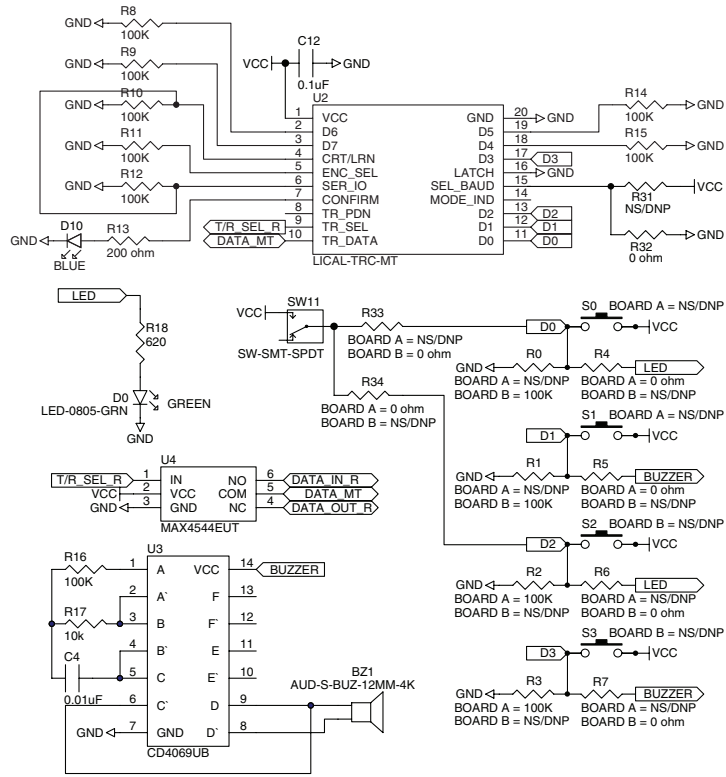 R8
GND
100K
R9
GND
100K
R10
GND
100K
R11
GND
100K
R12
GND
100K
D10
R13
GND
BLUE
200 ohm
C12
VCC
GND
0.1uF
U2
1 VCC
2 D6
3 D7
4 CRT/LRN
5 ENC_SEL
6 SER_IO
7 CONFIRM
8 TR_PDN
9 TR_SEL
10 TR_DATA
GND 20
D5 19
D4 18
D3 17
LATCH 16
SEL_BAUD 15
MODE_IND 14
D2 13
D1 12
D0 11
LICAL-TRC-MT
T/R_SEL_R
DATA_MT
GND
D3
GND
D2
D1
D0
R14
GND
100K
R15
GND
100K
R31
VCC
NS/DNP
R32
GND
0 ohm
LED
R18
620
D0
GREEN
LED-0805-GRN
GND
SW11
VCC
SW-SMT-SPDT
R33
BOARD A = NS/DNP
BOARD B = 0 ohm
R34
BOARD A = 0 ohm
BOARD B = NS/DNP
S0 BOARD A = NS/DNP
D0
VCC
R0
R4
GND
LED
BOARD A = NS/DNP
BOARD B = 100K
BOARD A = 0 ohm
BOARD B = NS/DNP
S1 BOARD A = NS/DNP
D1
VCC
R1
R5
GND
BUZZER
BOARD A = NS/DNP
BOARD B = 100K
BOARD A = 0 ohm
BOARD B = NS/DNP
S2 BOARD B = NS/DNP
D2
VCC
R2
R6
GND
LED
BOARD A = 100K
BOARD B = NS/DNP
BOARD A = NS/DNP
BOARD B = 0 ohm
S3 BOARD B = NS/DNP
D3
VCC
R3
R7
GND
BUZZER
BOARD A = 100K
BOARD B = NS/DNP
BOARD A = NS/DNP
BOARD B = 0 ohm
U4
T/R_SEL_R
VCC
GND
1 IN
2 VCC
3 GND
NO 6
COM 5
NC 4
DATA_IN_R
DATA_MT
DATA_OUT_R
MAX4544EUT
U3
R16
100K
R17
10k
C4
0.01uF
GND
1 A
2 A`
3 B
4 B`
5 C
6 C`
7 GND
VCC 14
F 13
F` 12
E 11
E` 10
D 9
D` 8
BUZZER
CD4069UB
BZ1
AUD-S-BUZ-12MM-4K